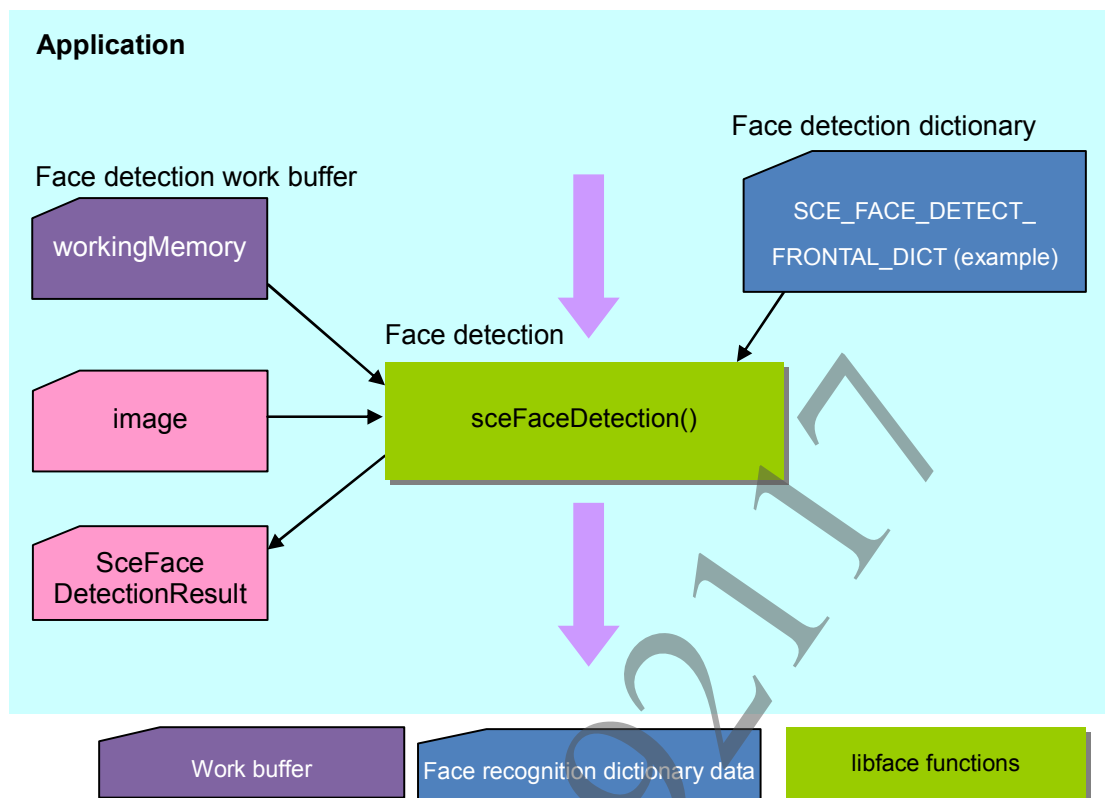 Application
Face detection dictionary
Face detection work buffer
SCE_FACE_DETECT_
FRONTAL_DICT (example)
workingMemory
Face detection
image
sceFaceDetection()
SceFace
DetectionResult
92117
Work buffer
Face recognition dictionary data
libface functions